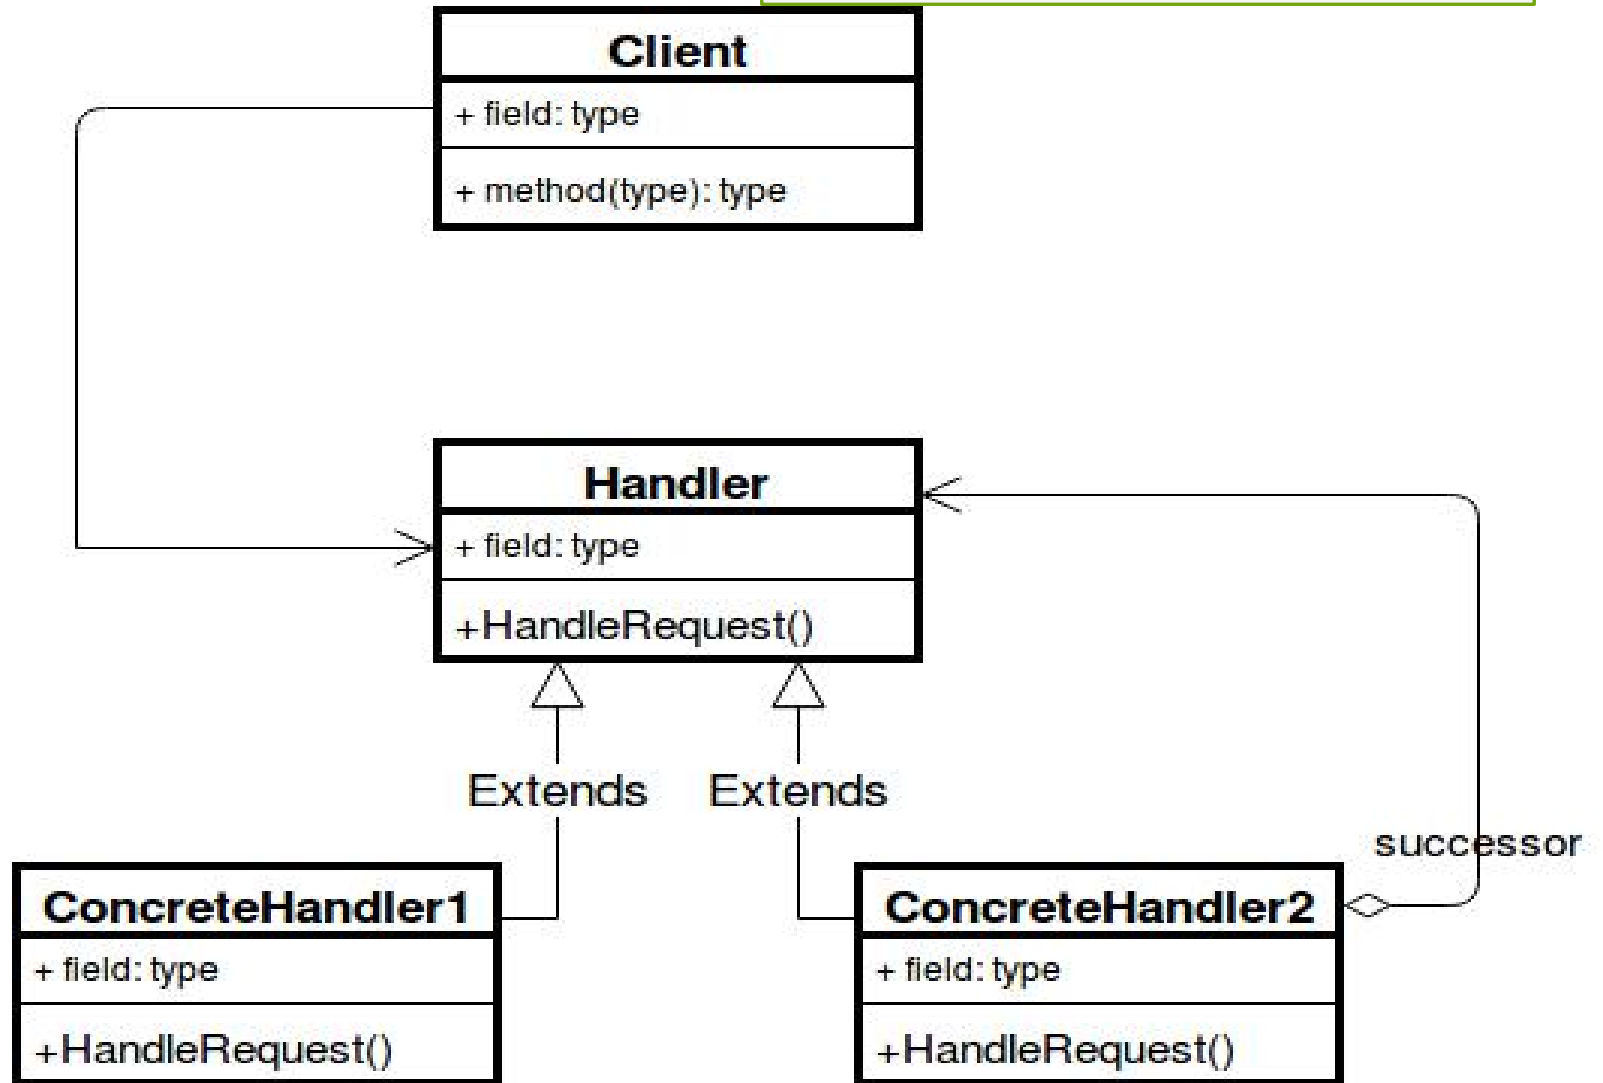 Client
+ field: type
+ method(type): type
Handler
+ field: type
+HandleRequest()
Extends
Extends
successor
ConcreteHandler1
+ field: type
+HandleRequest()
ConcreteHandler2
+ field: type
+HandleRequest()